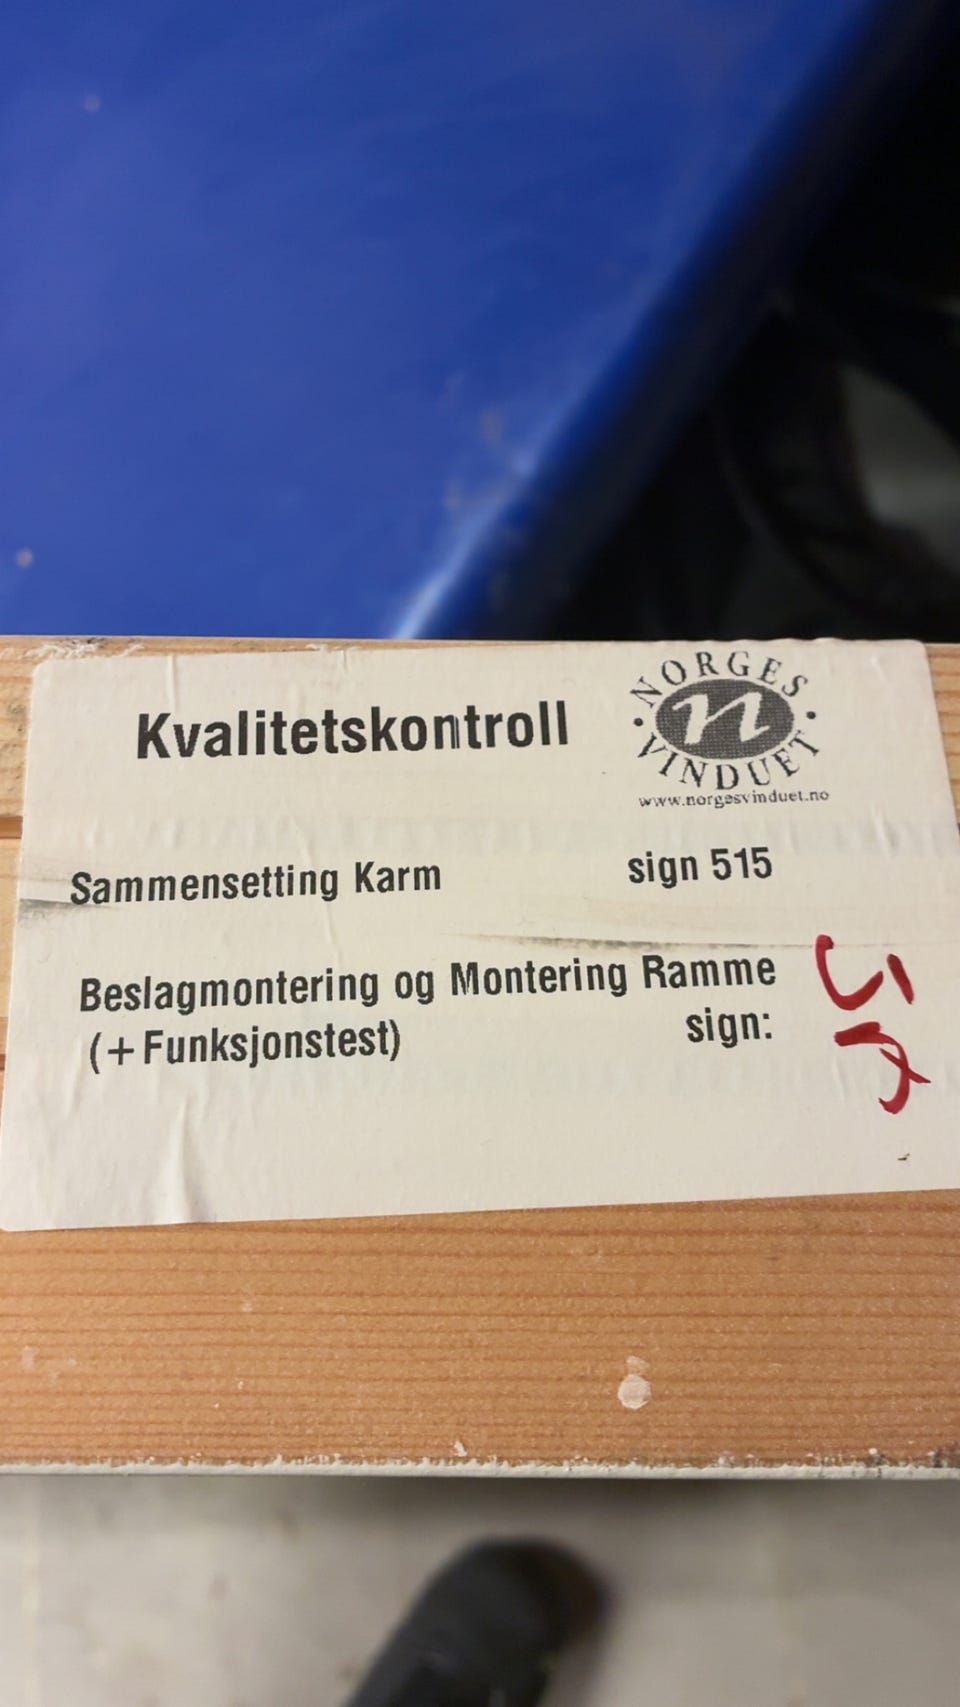 Kvalitetskontroll
NORGES
n
VINDUET
www.norgesvinduet.no
Sammensetting Karm sign 515
Beslagmontering og Montering Ramme
(+Funksjonstest) sign: